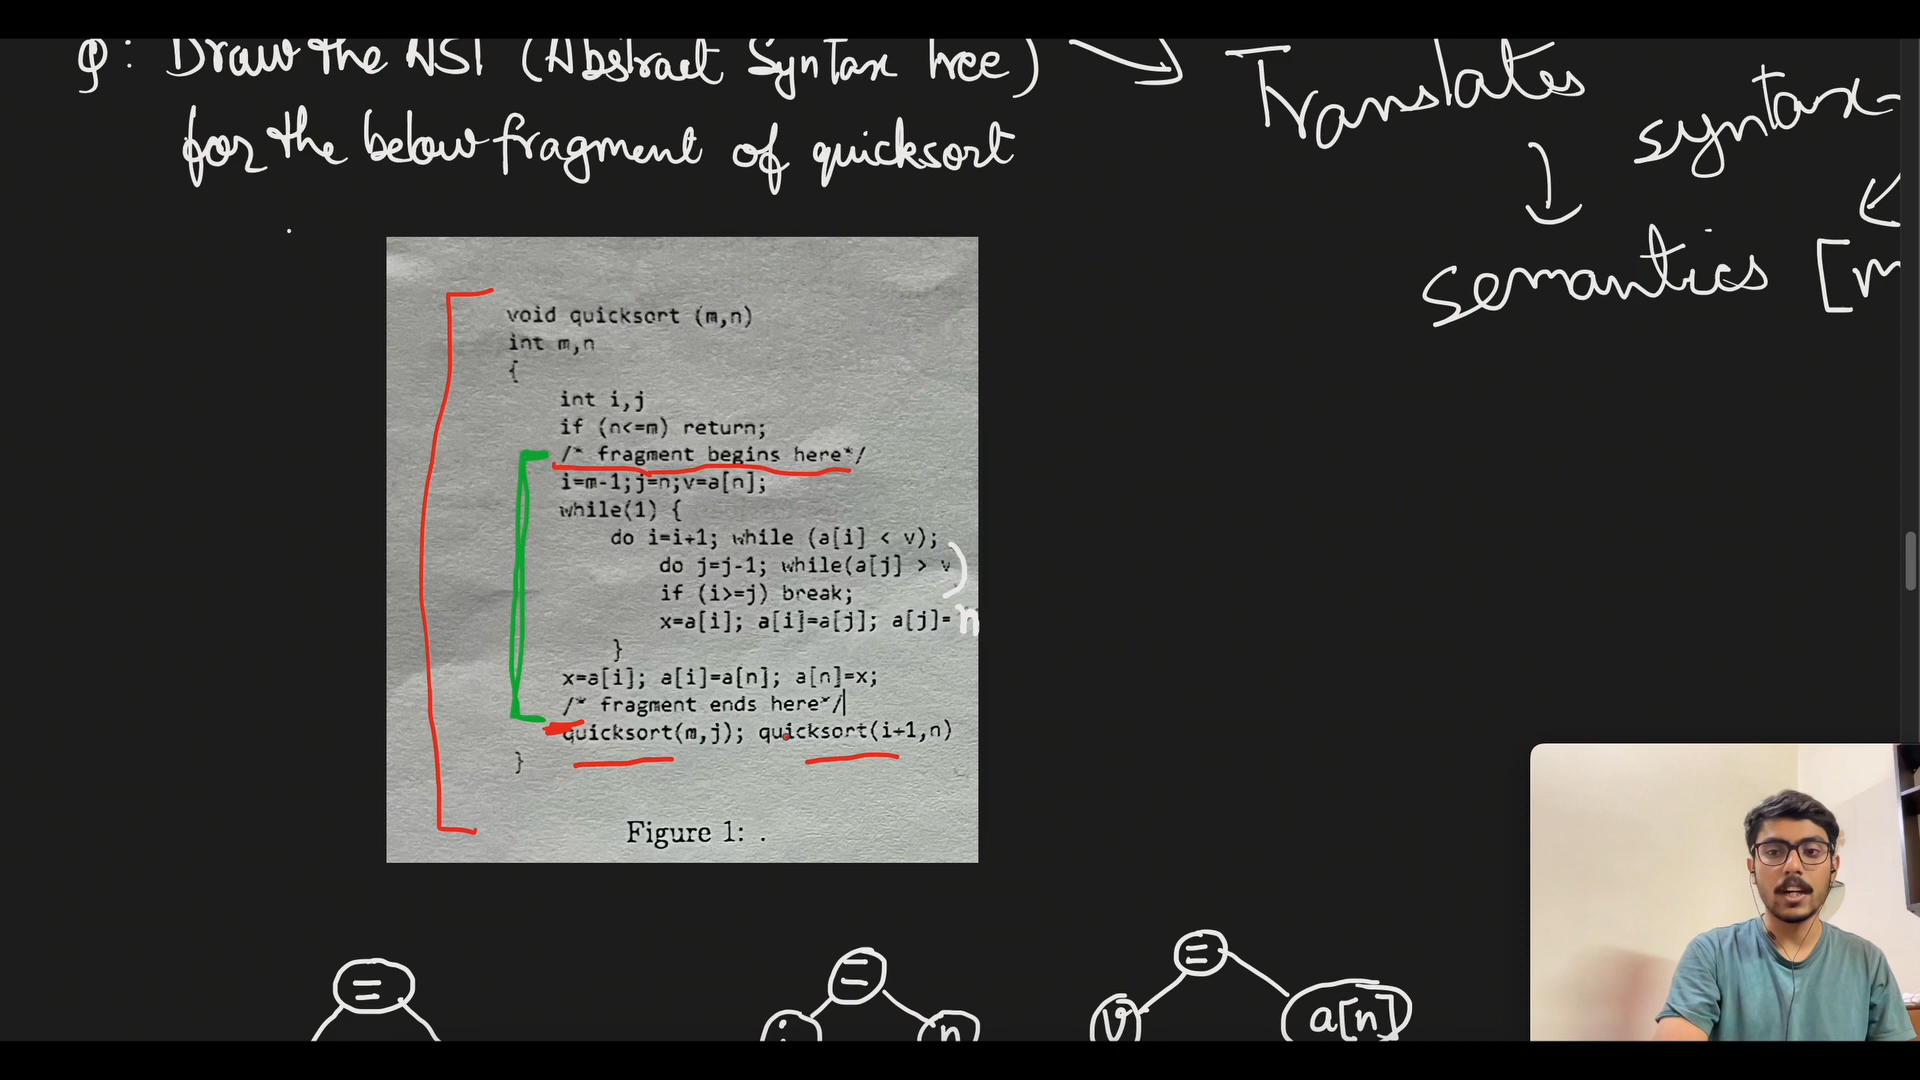 Q: Draw the AST (Abstract Syntax tree)
for the below fragment of quicksort
Translates
syntax-
semantics [m
void quicksort (m,n)
int m,n
{
int i,j
if (n<=m) return;
/* fragment begins here*/
i=m-1;j=n;v=a[n];
while(1) {
do i=i+1; while (a[i] < v);
do j=j-1; while(a[j] > v)
if (i>=j) break;
x=a[i]; a[i]=a[j]; a[j]=
}
x=a[i]; a[i]=a[n]; a[n]=x;
/* fragment ends here*/
quicksort(m,j); quicksort(i+1,n)
}
Figure 1: .
= = =
n v a[n]